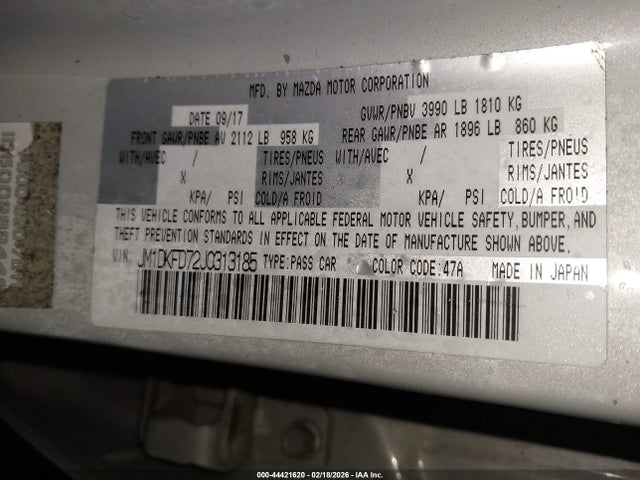 MFD. BY MAZDA MOTOR CORPORATION
DATE 09/17 GVWR/PNBV 3990 LB 1810 KG
FRONT GAWR/PNBE AV 2112 LB 958 KG REAR GAWR/PNBE AR 1896 LB 860 KG
WITH/AVEC / TIRES/PNEUS WITH/AVEC / TIRES/PNEUS
X RIMS/JANTES X RIMS/JANTES
KPA/ PSI COLD/A FROID KPA/ PSI COLD/A FROID
THIS VEHICLE CONFORMS TO ALL APPLICABLE FEDERAL MOTOR VEHICLE SAFETY, BUMPER, AND
THEFT PREVENTION STANDARDS IN EFFECT ON THE DATE OF MANUFACTURE SHOWN ABOVE.
VIN: JM1DKFD72J0313185 TYPE:PASS CAR COLOR CODE:47A MADE IN JAPAN
000-44421620 - 02/18/2026 - IAA Inc.